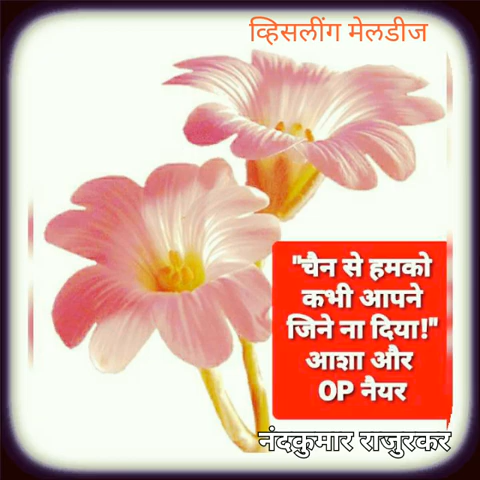 व्हिसलींग मेलडीज
"चैन से हमको
कभी आपने
जिने ना दिया!"
आशा और
OP नैयर
नंदकुमार राजुरकर